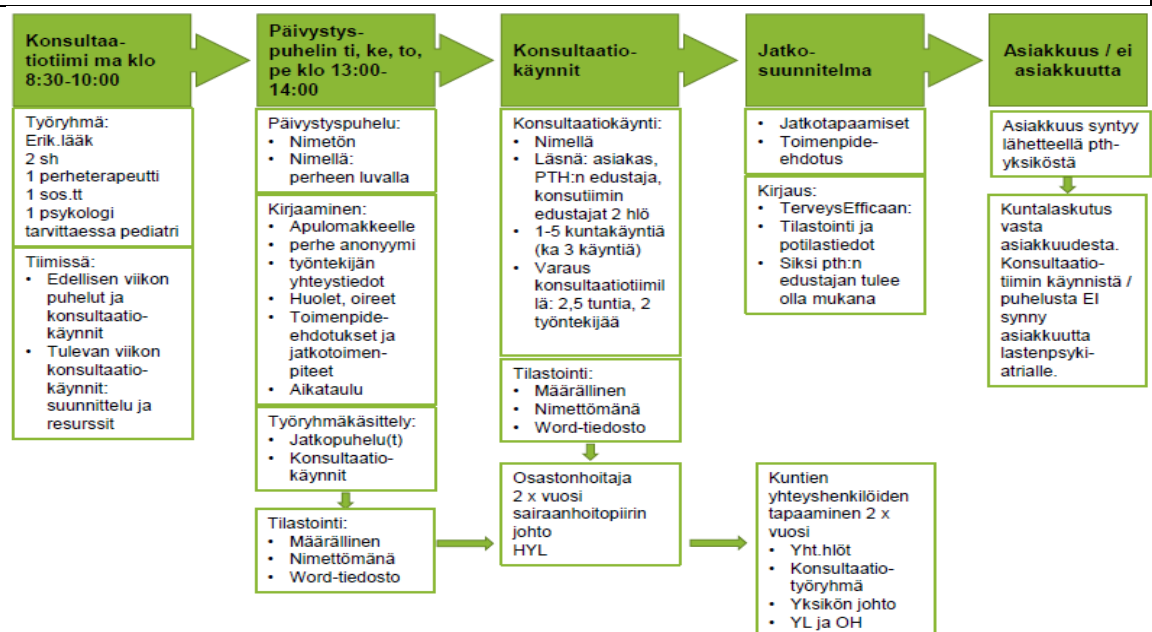 Konsultaa-
tiotiimi ma klo
8:30-10:00
Työryhmä:
Erik.lääk
2 sh
1 perheterapeutti
1 sos.tt
1 psykologi
tarvittaessa pediatri
Tiimissä:
• Edellisen viikon
puhelut ja
konsultaatio-
käynnit
• Tulevan viikon
konsultaatio-
käynnit:
suunnittelu ja
resurssit
Päivystys-
puhelin ti, ke, to,
pe klo 13:00-
14:00
Päivystyspuhelu:
• Nimetön
• Nimellä:
perheen luvalla
Kirjaaminen:
• Apulomakkeelle
• perhe anonyymi
• työntekijän
yhteystiedot
• Huolet, oireet
• Toimenpide-
ehdotukset ja
jatkotoimen-
piteet
• Aikataulu
Työryhmäkäsittely:
• Jatkopuhelu(t)
• Konsultaatio-
käynnit
Tilastointi:
• Määrällinen
• Nimettömänä
• Word-tiedosto
Konsultaatio-
käynnit
Konsultaatiokäynti:
• Nimellä
• Läsnä: asiakas,
PTH:n edustaja,
konsutiimin
edustajat 2 hlö
• 1-5 kuntakäyntiä
(ka 3 käyntiä)
• Varaus
konsultaatiotiimil
lä: 2,5 tuntia, 2
työntekijää
Tilastointi:
• Määrällinen
• Nimettömänä
• Word-tiedosto
Osastonhoitaja
2 x vuosi
sairaanhoitopiirin
johto
HYL
Jatko-
suunnitelma
• Jatkotapaamiset
• Toimenpide-
ehdotus
Kirjaus:
• TerveysEfficaan:
• Tilastointi ja
potilastiedot
• Siksi pth:n
edustajan tulee
olla mukana
Kuntien
yhteyshenkilöiden
tapaaminen 2 x
vuosi
• Yht.hlöt
• Konsultaatio-
työryhmä
• Yksikön johto
• YL ja OH
Asiakkuus / ei
asiakkuutta
Asiakkuus syntyy
lähetteellä pth-
yksiköstä
Kuntalaskutus
vasta
asiakkuudesta.
Konsultaatio-
tiimin käynnistä /
puhelusta EI
synny
asiakkuutta
lastenpsyki-
atrialle.